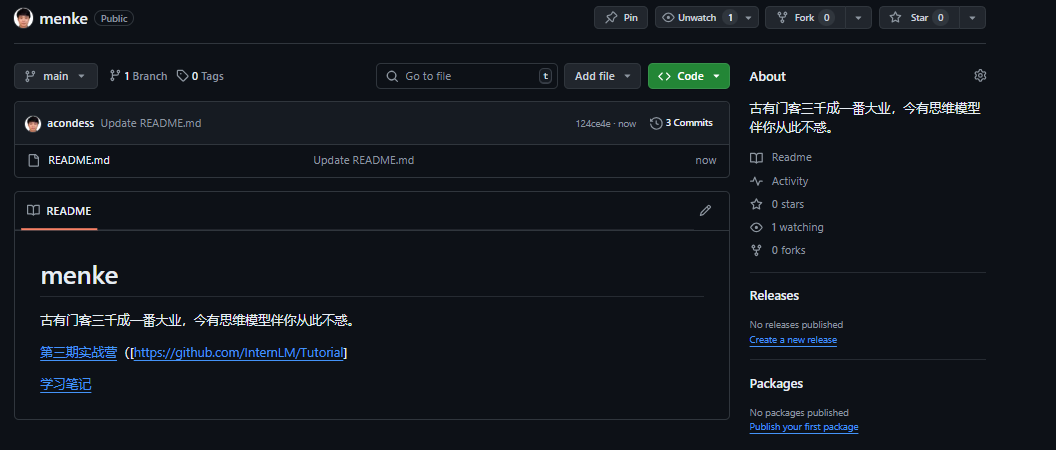 menke Public
Pin
Unwatch 1
Fork 0
Star 0
main
1 Branch
0 Tags
Go to file
t
Add file
Code
acondess Update README.md
124ce4e · now
3 Commits
README.md Update README.md now
README
menke
古有门客三千成一番大业，今有思维模型伴你从此不惑。
第三期实战营（[https://github.com/InternLM/Tutorial]
学习笔记
About
古有门客三千成一番大业，今有思维模型
伴你从此不惑。
Readme
Activity
0 stars
1 watching
0 forks
Releases
No releases published
Create a new release
Packages
No packages published
Publish your first package